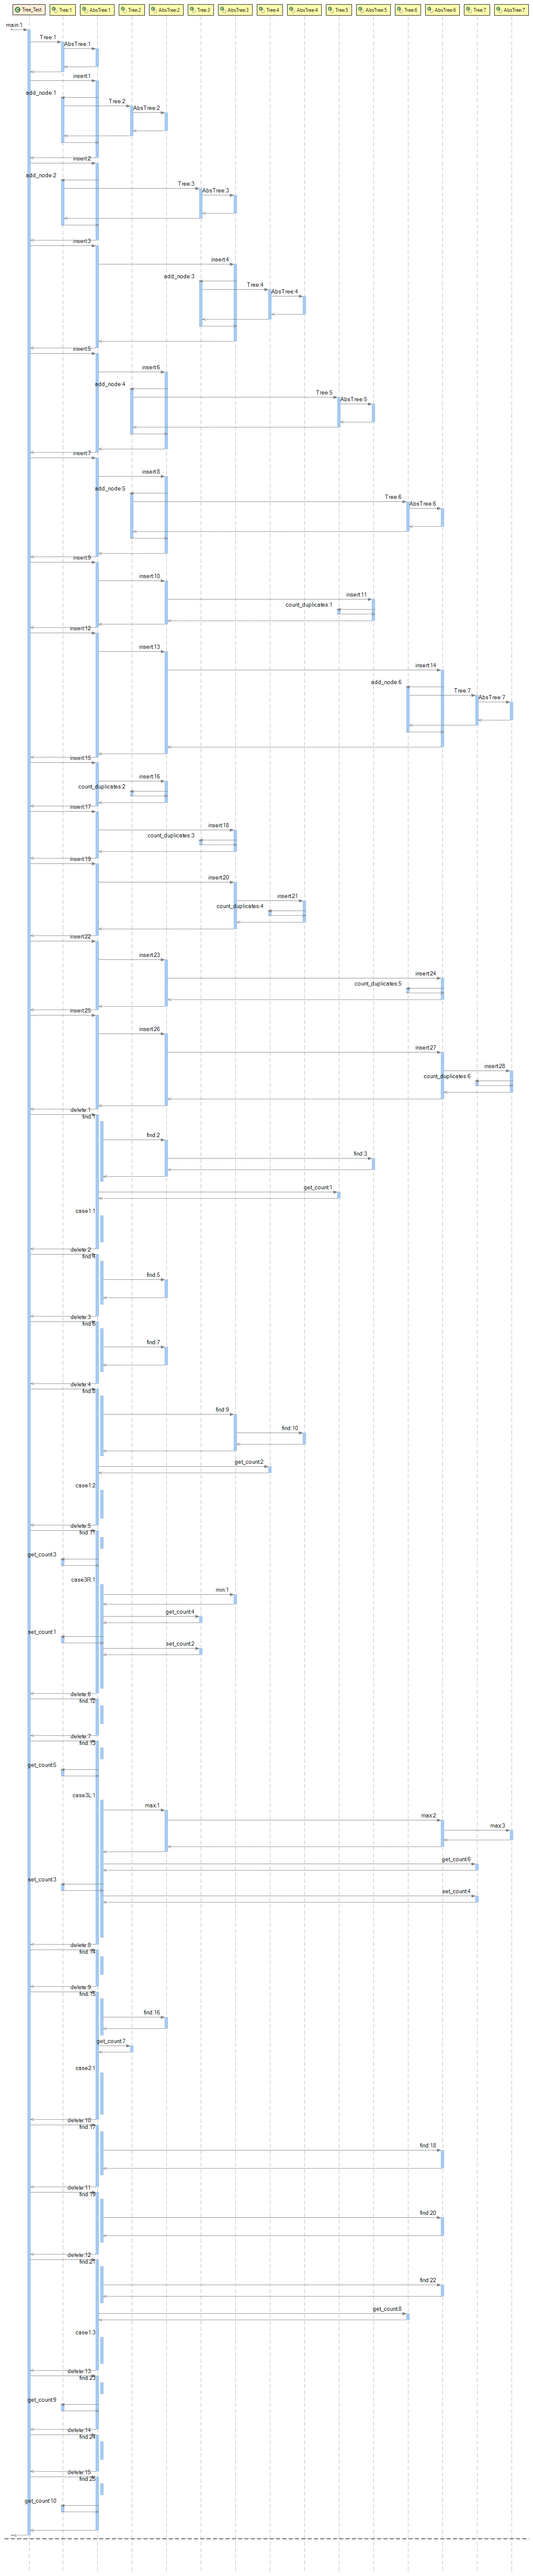 Tree_Test
Tree:1
AbsTree:1
Tree:2
AbsTree:2
Tree:3
AbsTree:3
Tree:4
AbsTree:4
Tree:5
AbsTree:5
Tree:6
AbsTree:6
Tree:7
AbsTree:7
main:1
Tree:1
AbsTree:1
insert:1
add_node:1
Tree:2
AbsTree:2
insert:2
add_node:2
Tree:3
AbsTree:3
insert:3
insert:4
add_node:3
Tree:4
AbsTree:4
insert:5
insert:6
add_node:4
Tree:5
AbsTree:5
insert:7
insert:8
add_node:5
Tree:6
AbsTree:6
insert:9
insert:10
insert:11
count_duplicates:1
insert:12
insert:13
insert:14
add_node:6
Tree:7
AbsTree:7
insert:15
insert:16
count_duplicates:2
insert:17
insert:18
count_duplicates:3
insert:19
insert:20
insert:21
count_duplicates:4
insert:22
insert:23
insert:24
count_duplicates:5
insert:25
insert:26
insert:27
insert:28
count_duplicates:6
delete:1
find:1
find:2
find:3
get_count:1
case1:1
delete:2
find:4
find:5
delete:3
find:6
find:7
delete:4
find:8
find:9
find:10
get_count:2
case1:2
delete:5
find:11
get_count:3
case3R:1
min:1
get_count:4
set_count:1
set_count:2
delete:6
find:12
delete:7
find:13
get_count:5
case3L:1
max:1
max:2
max:3
get_count:6
set_count:3
set_count:4
delete:8
find:14
delete:9
find:15
find:16
get_count:7
case2:1
delete:10
find:17
find:18
delete:11
find:19
find:20
delete:12
find:21
find:22
get_count:8
case1:3
delete:13
find:23
get_count:9
delete:14
find:24
delete:15
find:25
get_count:10